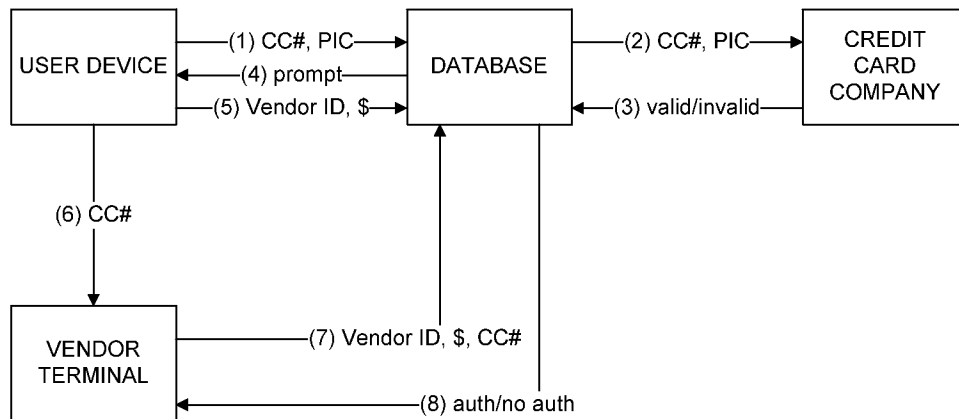 USER DEVICE
(1) CC#, PIC
(4) prompt
(5) Vendor ID, $
DATABASE
(2) CC#, PIC
(3) valid/invalid
CREDIT
CARD
COMPANY
(6) CC#
VENDOR
TERMINAL
(7) Vendor ID, $, CC#
(8) auth/no auth